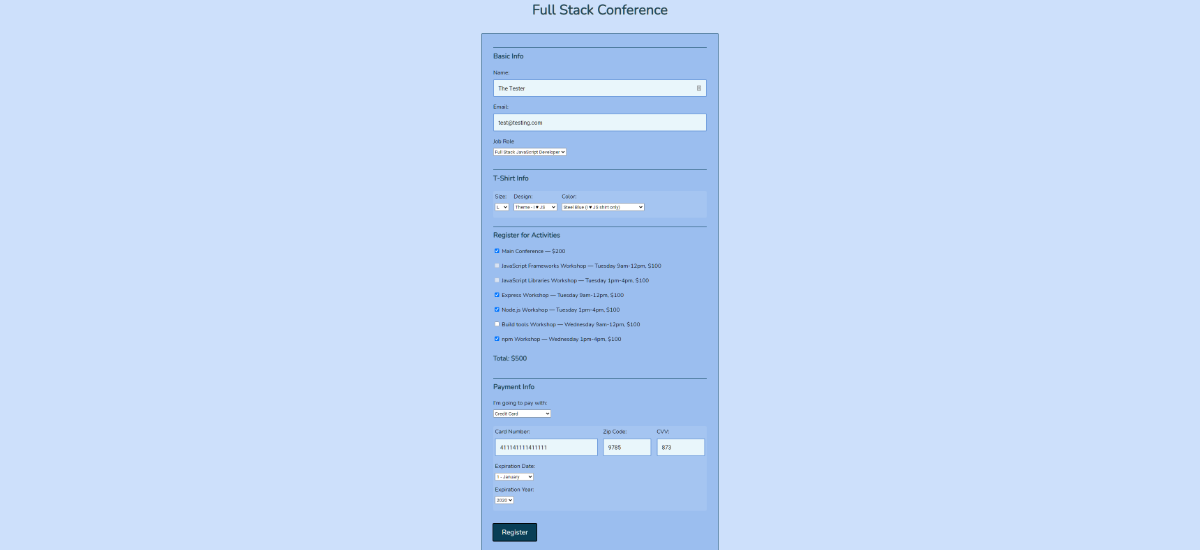 Full Stack Conference
Basic Info
Name:
The Tester
Email:
test@testing.com
Job Role
Full Stack JavaScript Developer
T-Shirt Info
Size: Design: Color:
L Theme - I ♥ JS Steel Blue (I ♥ JS shirt only)
Register for Activities
Main Conference — $200
JavaScript Frameworks Workshop — Tuesday 9am-12pm, $100
JavaScript Libraries Workshop — Tuesday 1pm-4pm, $100
Express Workshop — Tuesday 9am-12pm, $100
Node.js Workshop — Tuesday 1pm-4pm, $100
Build tools Workshop — Wednesday 9am-12pm, $100
npm Workshop — Wednesday 1pm-4pm, $100
Total: $500
Payment Info
I'm going to pay with:
Credit Card
Card Number: Zip Code: CVV:
411141111411111 9785 873
Expiration Date:
1 - January
Expiration Year:
2020
Register